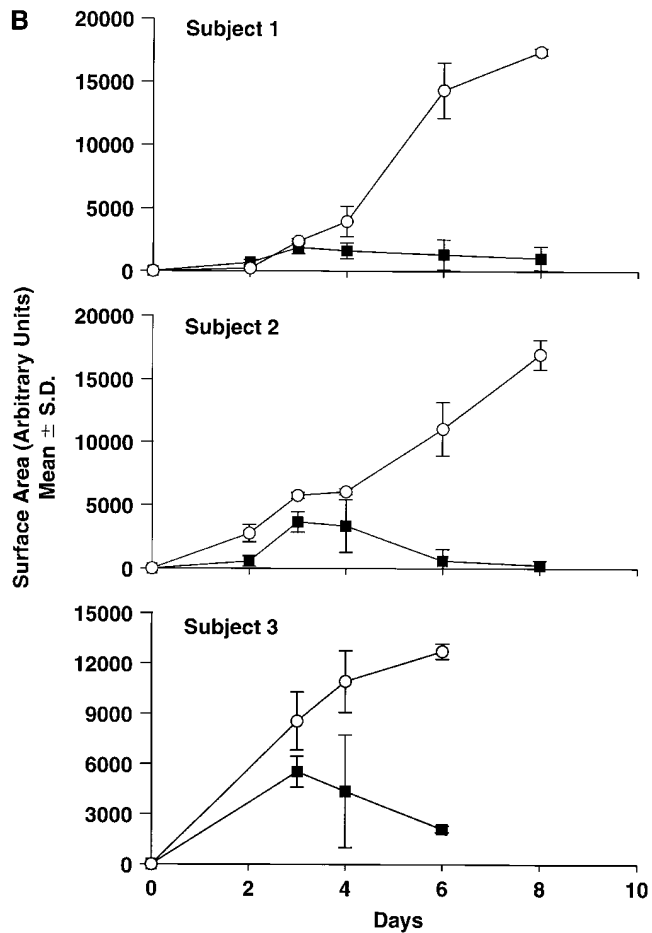 B
Subject 1
20000
15000
10000
5000
0
Subject 2
20000
15000
10000
5000
0
Subject 3
15000
12000
9000
6000
3000
0
0 2 4 6 8 10
Days
Surface Area (Arbitrary Units)
Mean ± S.D.